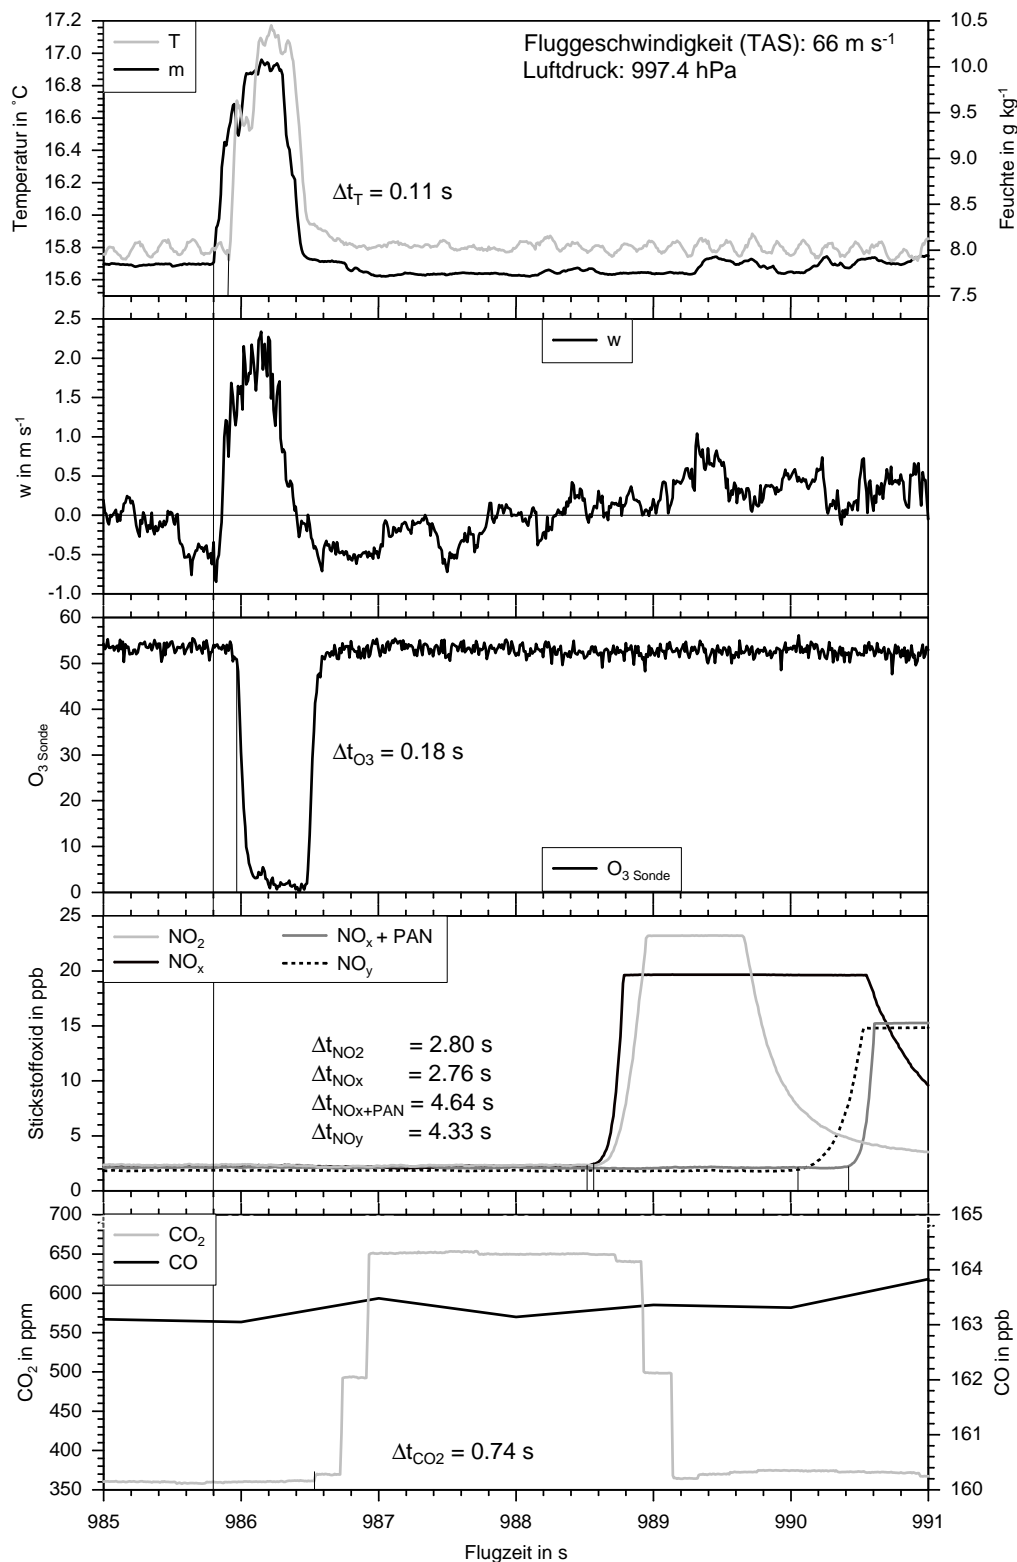 17.2
17.0
16.8
16.6
16.4
16.2
16.0
15.8
15.6
Temperatur in °C
T
m
Fluggeschwindigkeit (TAS): 66 m s-1
Luftdruck: 997.4 hPa
ΔtT = 0.11 s
10.5
10.0
9.5
9.0
8.5
8.0
7.5
Feuchte in g kg-1
2.5
2.0
1.5
1.0
0.5
0.0
-0.5
-1.0
w in m s-1
w
60
50
40
30
20
10
0
O3 Sonde
ΔtO3 = 0.18 s
O3 Sonde
25
20
15
10
5
0
Stickstoffoxid in ppb
NO2
NOx
NOx + PAN
NOy
ΔtNO2 = 2.80 s
ΔtNOx = 2.76 s
ΔtNOx+PAN = 4.64 s
ΔtNOy = 4.33 s
700
650
600
550
500
450
400
350
CO2 in ppm
CO2
CO
ΔtCO2 = 0.74 s
165
164
163
162
161
160
CO in ppb
985 986 987 988 989 990 991
Flugzeit in s